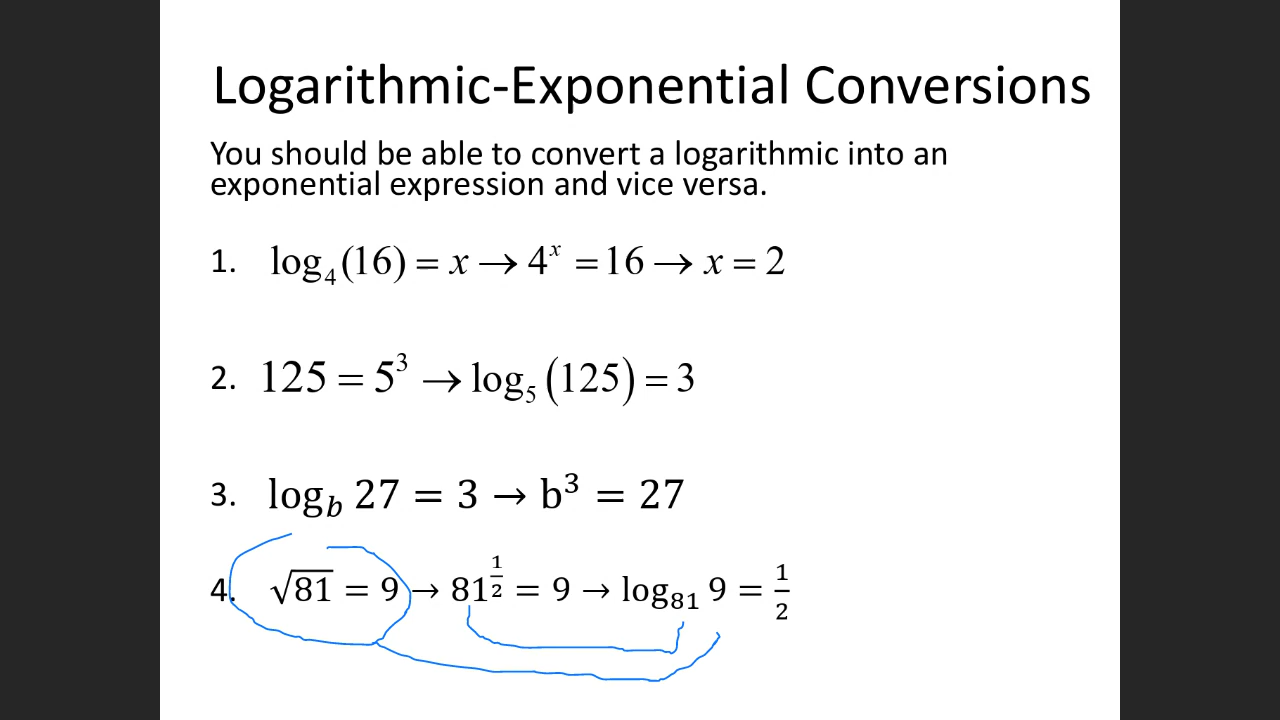 Logarithmic-Exponential Conversions
You should be able to convert a logarithmic into an
exponential expression and vice versa.
1. log₄(16) = x → 4ˣ = 16 → x = 2
2. 125 = 5³ → log₅(125) = 3
3. log_b 27 = 3 → b³ = 27
4. √81 = 9 → 81^(1/2) = 9 → log₈₁ 9 = 1/2